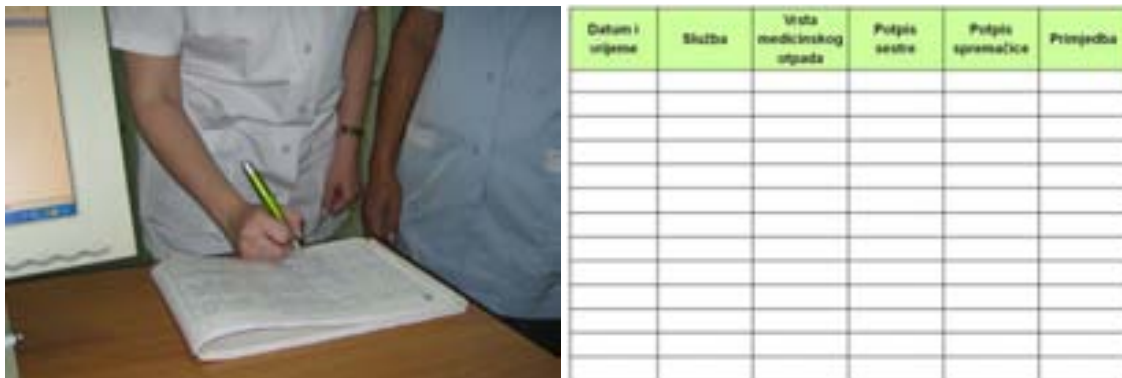 Datum i
vrijeme
Služba
Vrsta
medicinskog
otpada
Potpis
sestre
Potpis
spremačice
Primjedba